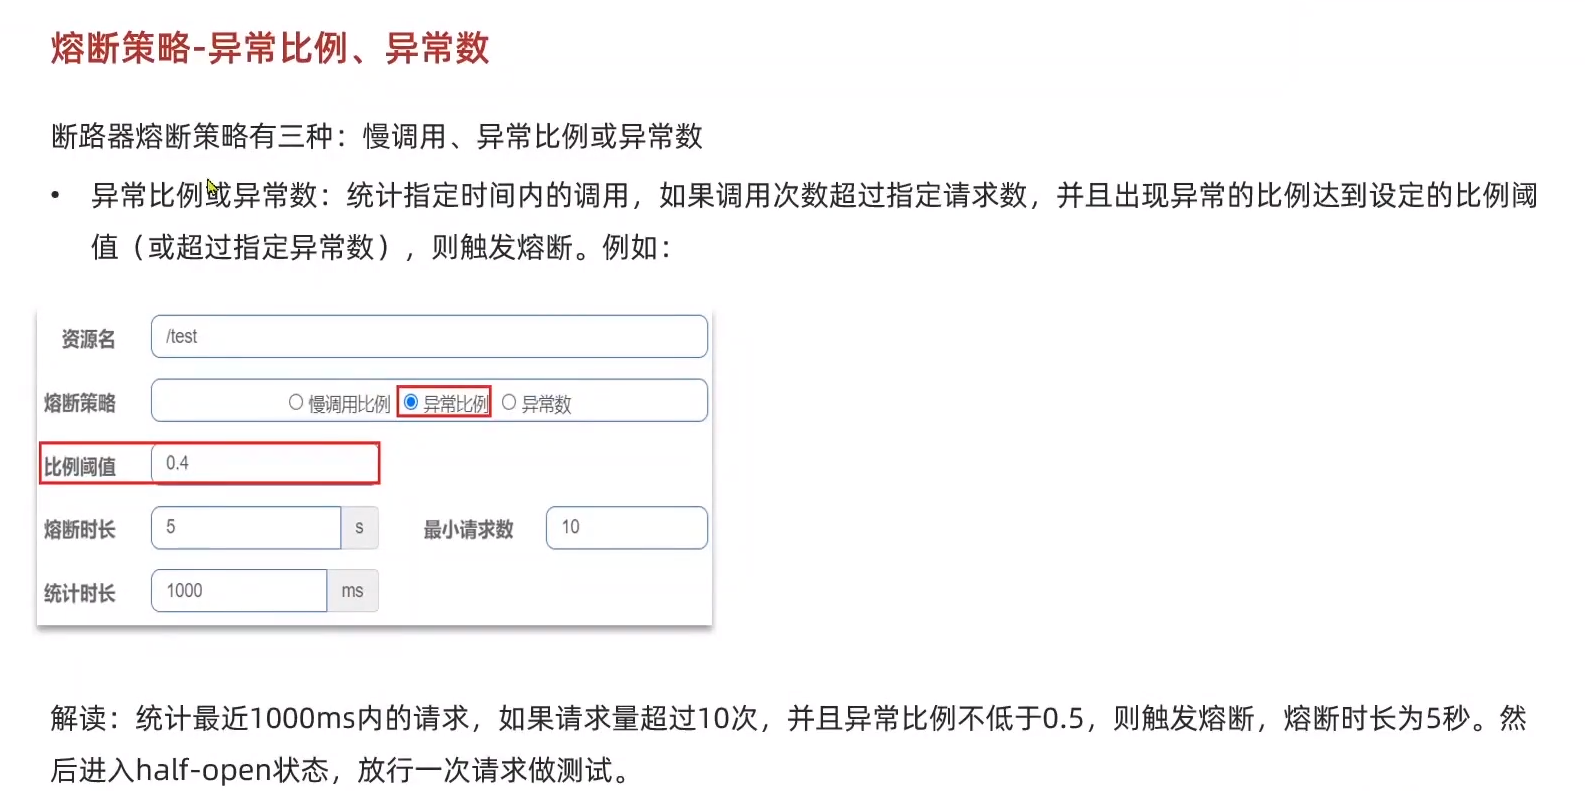 熔断策略-异常比例、异常数
断路器熔断策略有三种：慢调用、异常比例或异常数
• 异常比例或异常数：统计指定时间内的调用，如果调用次数超过指定请求数，并且出现异常的比例达到设定的比例阈
值（或超过指定异常数），则触发熔断。例如：
资源名 /test
熔断策略 慢调用比例 异常比例 异常数
比例阈值 0.4
熔断时长 5 s 最小请求数 10
统计时长 1000 ms
解读：统计最近1000ms内的请求，如果请求量超过10次，并且异常比例不低于0.5，则触发熔断，熔断时长为5秒。然
后进入half-open状态，放行一次请求做测试。